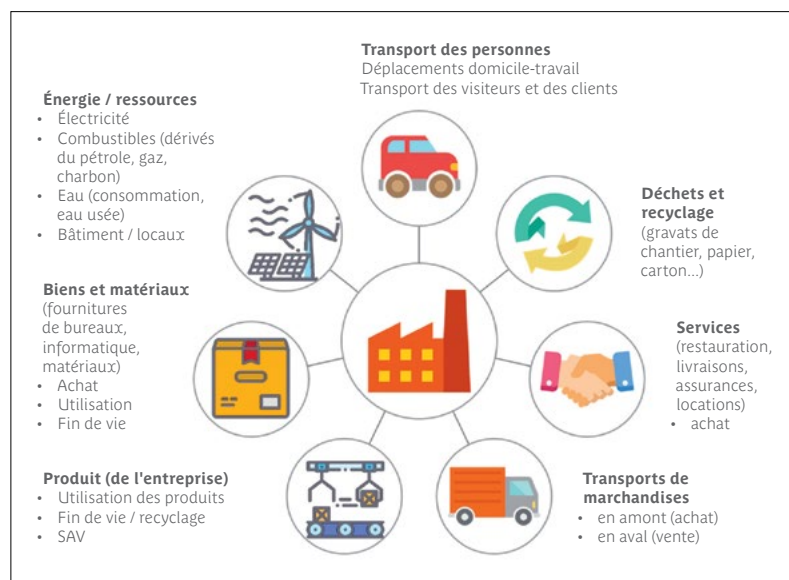 Transport des personnes
Déplacements domicile-travail
Transport des visiteurs et des clients
Énergie / ressources
• Électricité
• Combustibles (dérivés
du pétrole, gaz,
charbon)
• Eau (consommation,
eau usée)
• Bâtiment / locaux
Déchets et
recyclage
(gravats de
chantier, papier,
carton...)
Biens et matériaux
(fournitures
de bureaux,
informatique,
matériaux)
• Achat
• Utilisation
• Fin de vie
Services
(restauration,
livraisons,
assurances,
locations)
• achat
Produit (de l'entreprise)
• Utilisation des produits
• Fin de vie / recyclage
• SAV
Transports de
marchandises
• en amont (achat)
• en aval (vente)